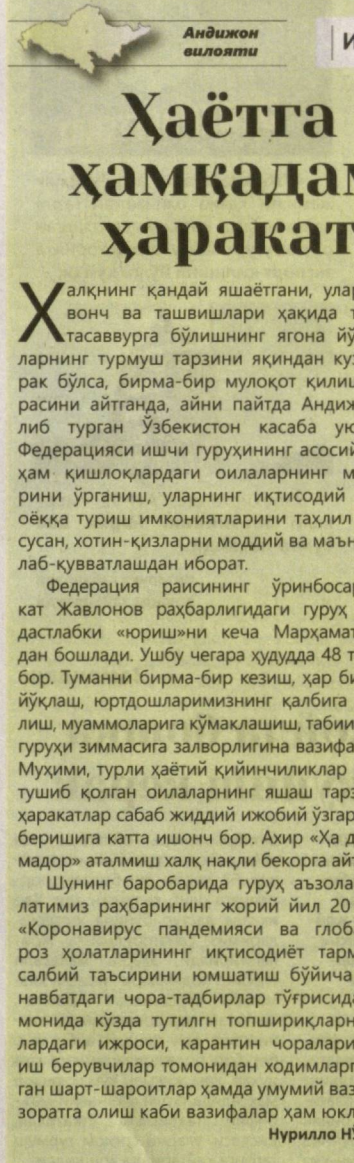 Андижон
вилояти
И
Ҳаётга
ҳамқадам
ҳаракат
Халқнинг қандай яшаётгани, улар
вонч ва ташвишлари ҳақида т
тасаввурга бўлишнинг ягона йў
ларнинг турмуш тарзини яқиндан куз
рак бўлса, бирма-бир мулоқот қилиш
расини айтганда, айни пайтда Андиж
либ турган Ўзбекистон касаба ую
Федерацияси ишчи гуруҳининг асосий
ҳам қишлоқлардаги оилаларнинг м
рини ўрганиш, уларнинг иқтисодий
оёққа туриш имкониятларини таҳлил
сусан, хотин-қизларни моддий ва маън
лаб-қувватлашдан иборат.
Федерация раисининг ўринбосар
кат Жавлонов раҳбарлигидаги гуруҳ
дастлабки «юриш»ни кеча Марҳамат
дан бошлади. Ушбу чегара ҳудудда 48 т
бор. Туманни бирма-бир кезиш, ҳар би
йўқлаш, юртдошларимизнинг қалбига
лиш, муаммоларига кўмаклашиш, табии
гуруҳи зиммасига залворлигина вазифа
Муҳими, турли ҳаётий қийинчиликлар
тушиб қолган оилаларнинг яшаш тарз
ҳаракатлар сабаб жиддий ижобий ўзгар
беришига катта ишонч бор. Ахир «Ҳа д
мадор» аталмиш халқ нақли бекорга айт
Шунинг баробарида гуруҳ аъзола
латимиз раҳбарининг жорий йил 20
«Коронавирус пандемияси ва глоб
роз ҳолатларининг иқтисодиёт тарм
салбий таъсирини юмшатиш бўйича
навбатдаги чора-тадбирлар тўғрисида
монида кўзда тутилгн топшириқларн
лардаги ижроси, карантин чоралари
иш берувчилар томонидан ходимларг
ган шарт-шароитлар ҳамда умумий ваз
зоратга олиш каби вазифалар ҳам юкл
Нурилло Н